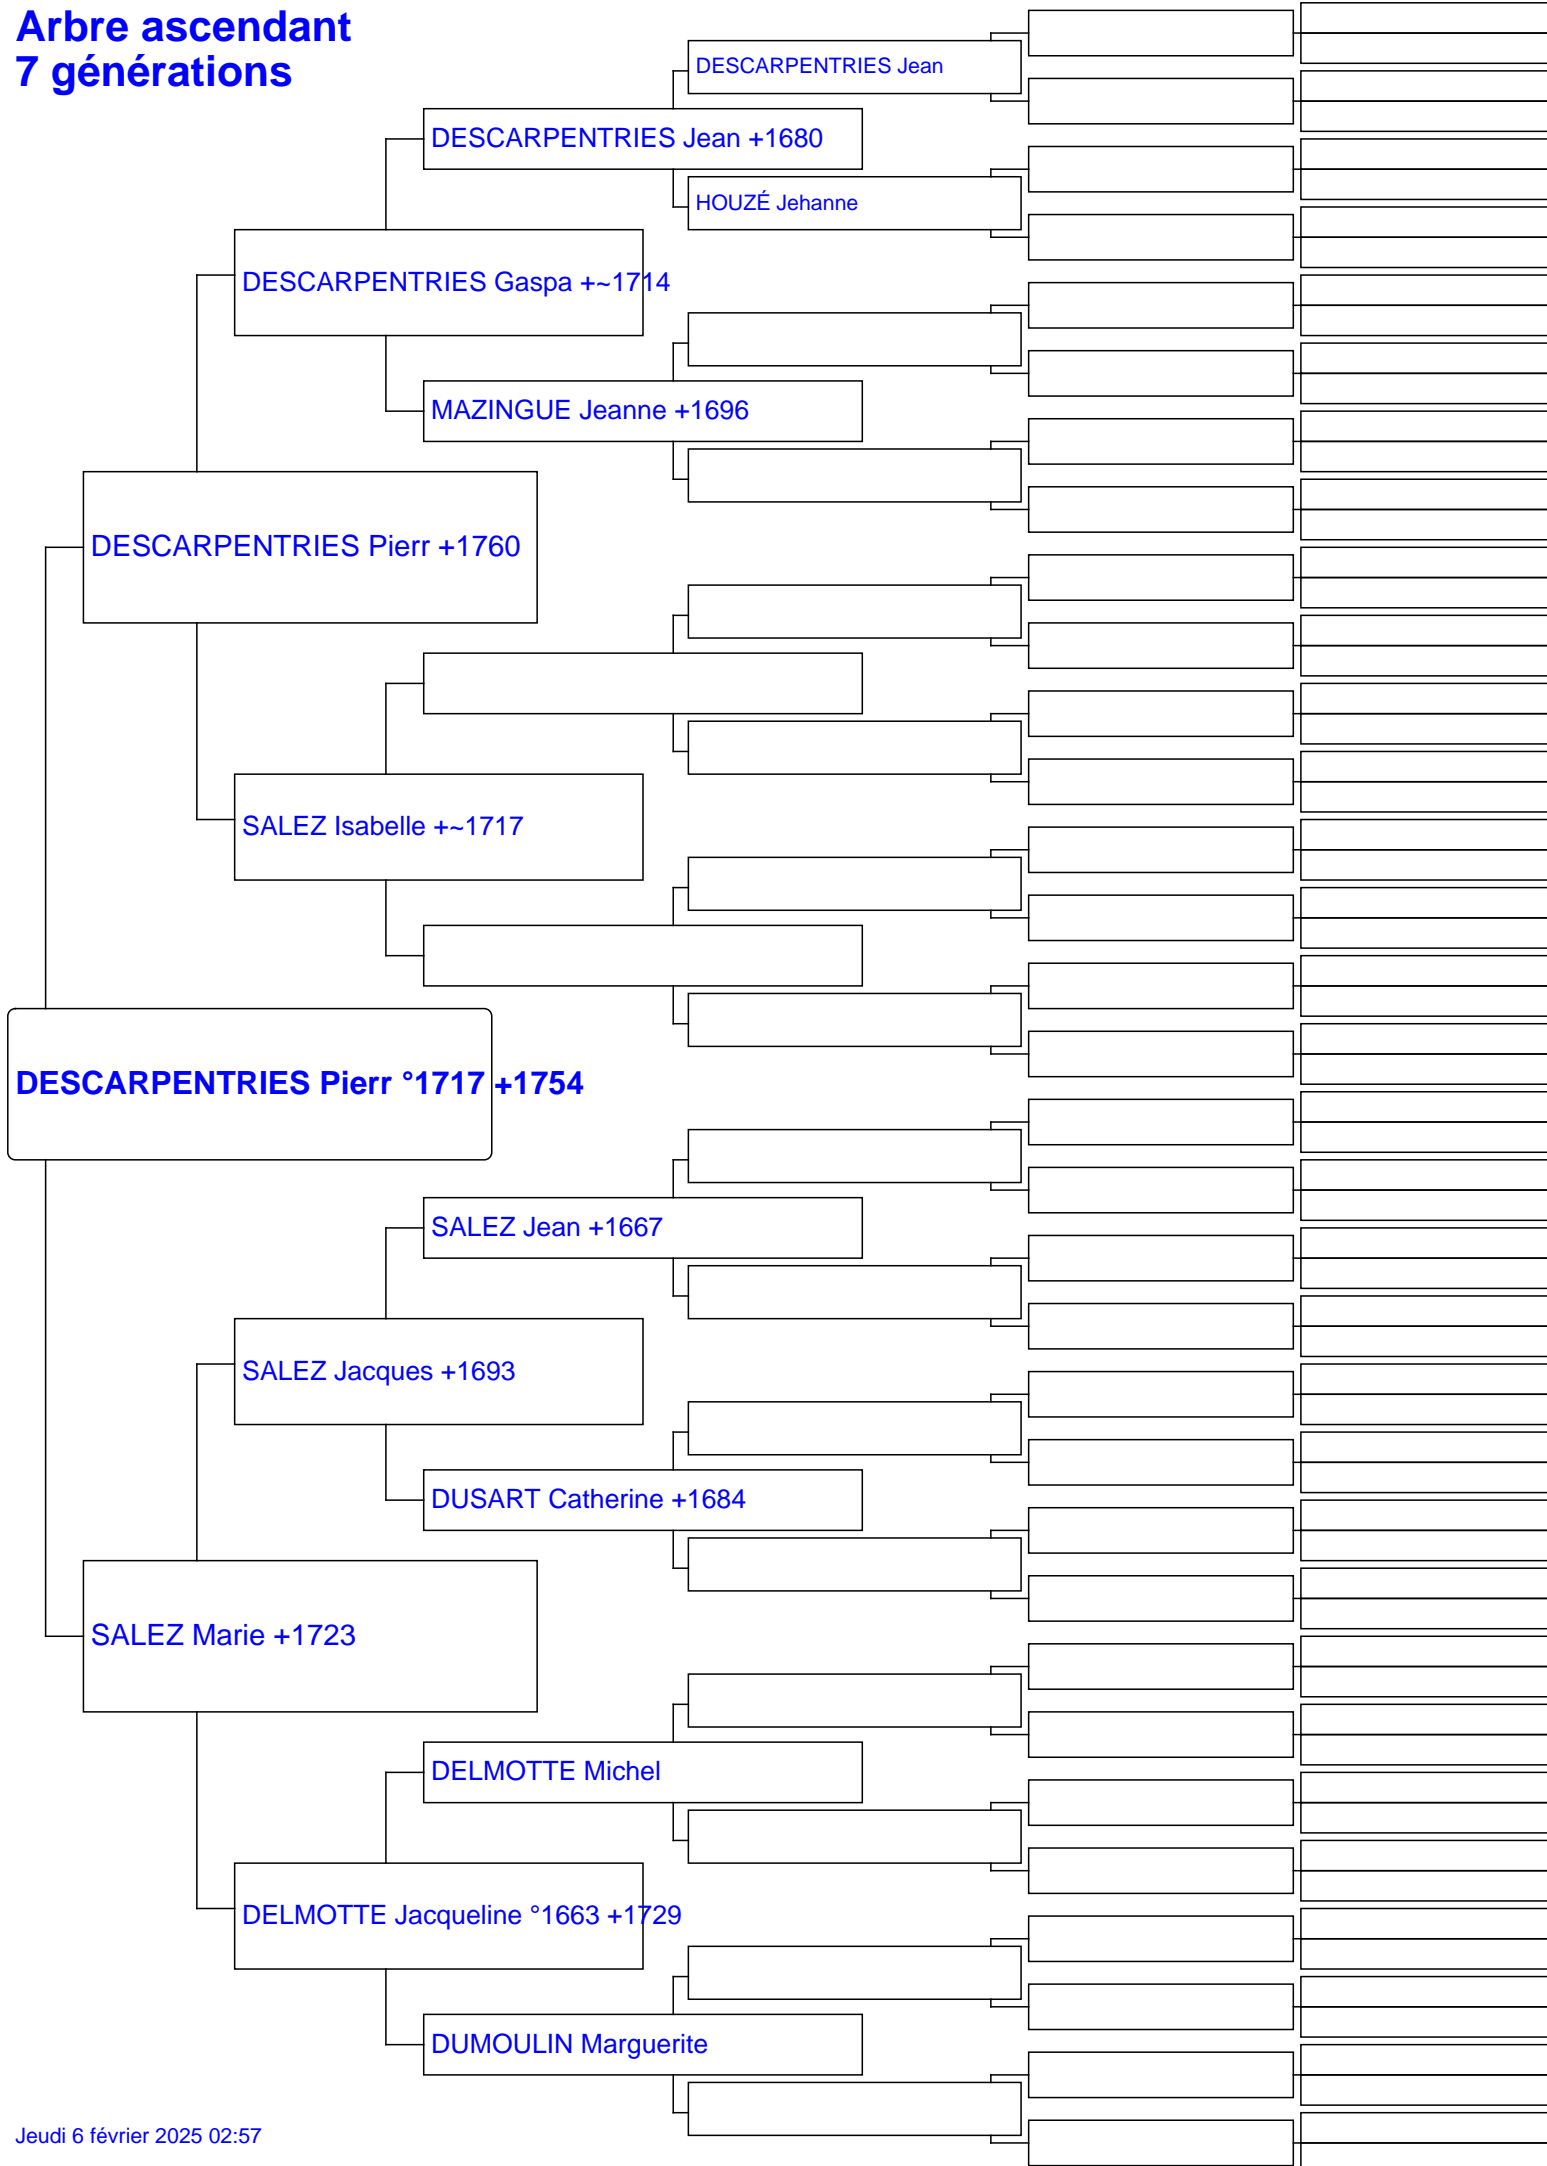 Arbre ascendant
7 générations
DESCARPENTRIES Jean
DESCARPENTRIES Jean +1680
HOUZÉ Jehanne
DESCARPENTRIES Gaspa +~1714
MAZINGUE Jeanne +1696
DESCARPENTRIES Pierr +1760
SALEZ Isabelle +~1717
DESCARPENTRIES Pierr °1717 +1754
SALEZ Jean +1667
SALEZ Jacques +1693
DUSART Catherine +1684
SALEZ Marie +1723
DELMOTTE Michel
DELMOTTE Jacqueline °1663 +1729
DUMOULIN Marguerite
Jeudi 6 février 2025 02:57